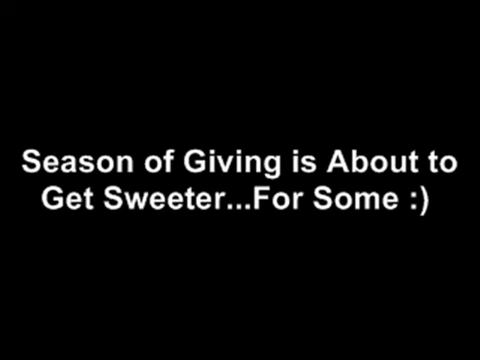 Season of Giving is About to
Get Sweeter...For Some :)